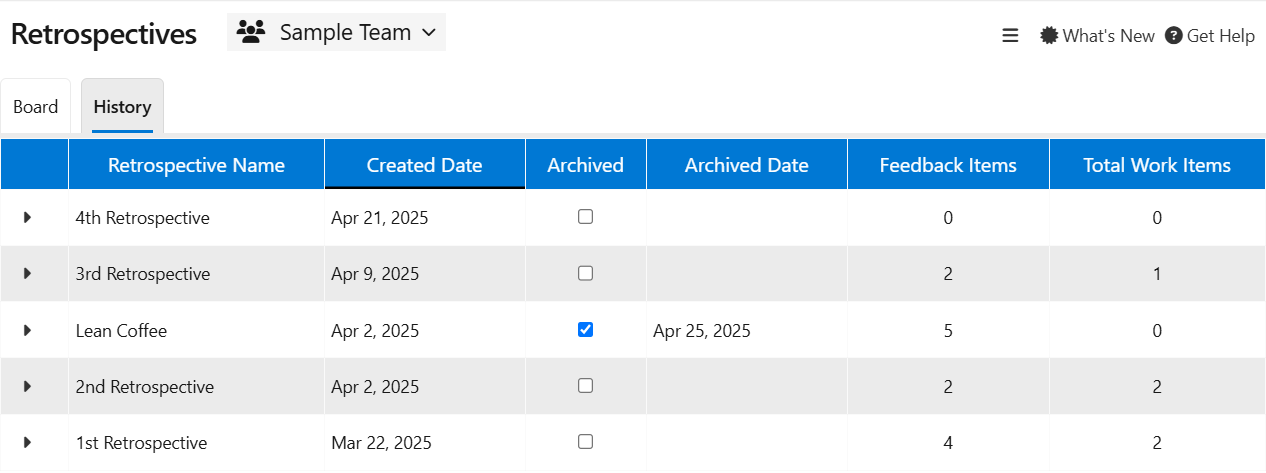 Retrospectives Sample Team What's New Get Help
Board History
Retrospective Name Created Date Archived Archived Date Feedback Items Total Work Items
4th Retrospective Apr 21, 2025 0 0
3rd Retrospective Apr 9, 2025 2 1
Lean Coffee Apr 2, 2025 Apr 25, 2025 5 0
2nd Retrospective Apr 2, 2025 2 2
1st Retrospective Mar 22, 2025 4 2